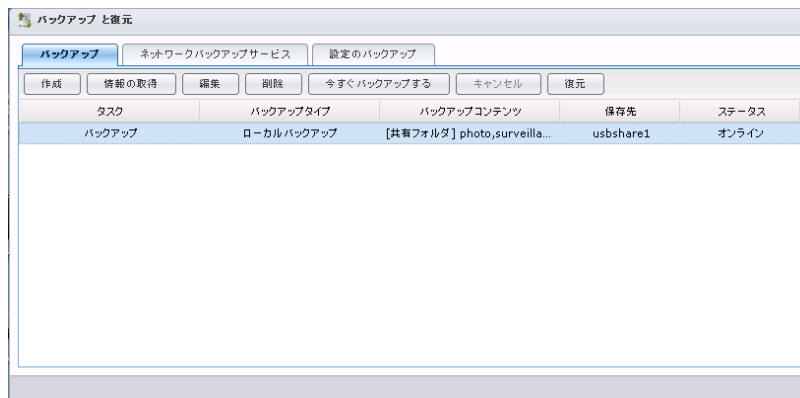 バックアップ と復元
バックアップ ネットワークバックアップサービス 設定のバックアップ
作成 情報の取得 編集 削除 今すぐバックアップする キャンセル 復元
タスク バックアップタイプ バックアップコンテンツ 保存先 ステータス
バックアップ ローカル バックアップ [共有フォルダ] photo,surveilla... usbshare1 オンライン